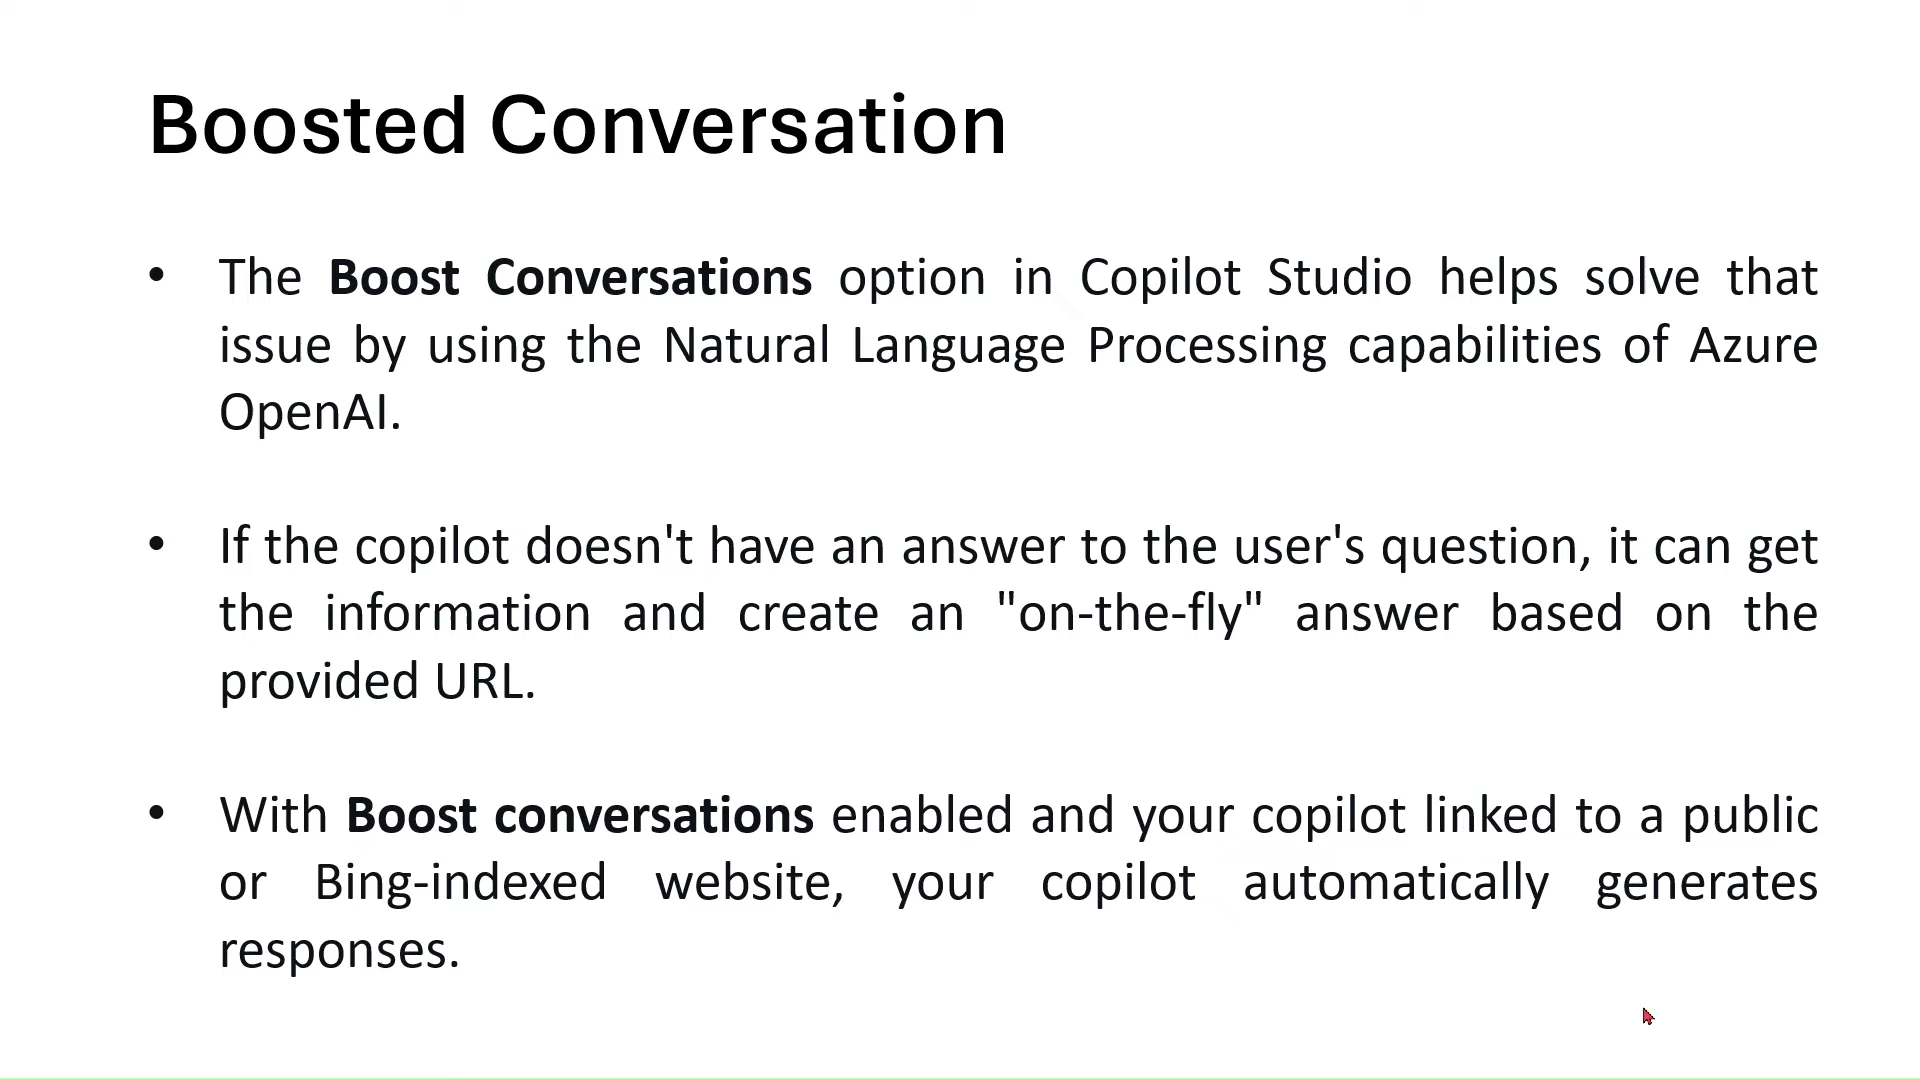 Boosted Conversation
• The Boost Conversations option in Copilot Studio helps solve that
issue by using the Natural Language Processing capabilities of Azure
OpenAI.
• If the copilot doesn't have an answer to the user's question, it can get
the information and create an "on-the-fly" answer based on the
provided URL.
• With Boost conversations enabled and your copilot linked to a public
or Bing-indexed website, your copilot automatically generates
responses.